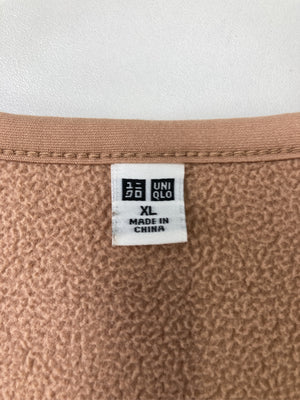 ユニ UNI
クロ QLO
XL
MADE IN
CHINA